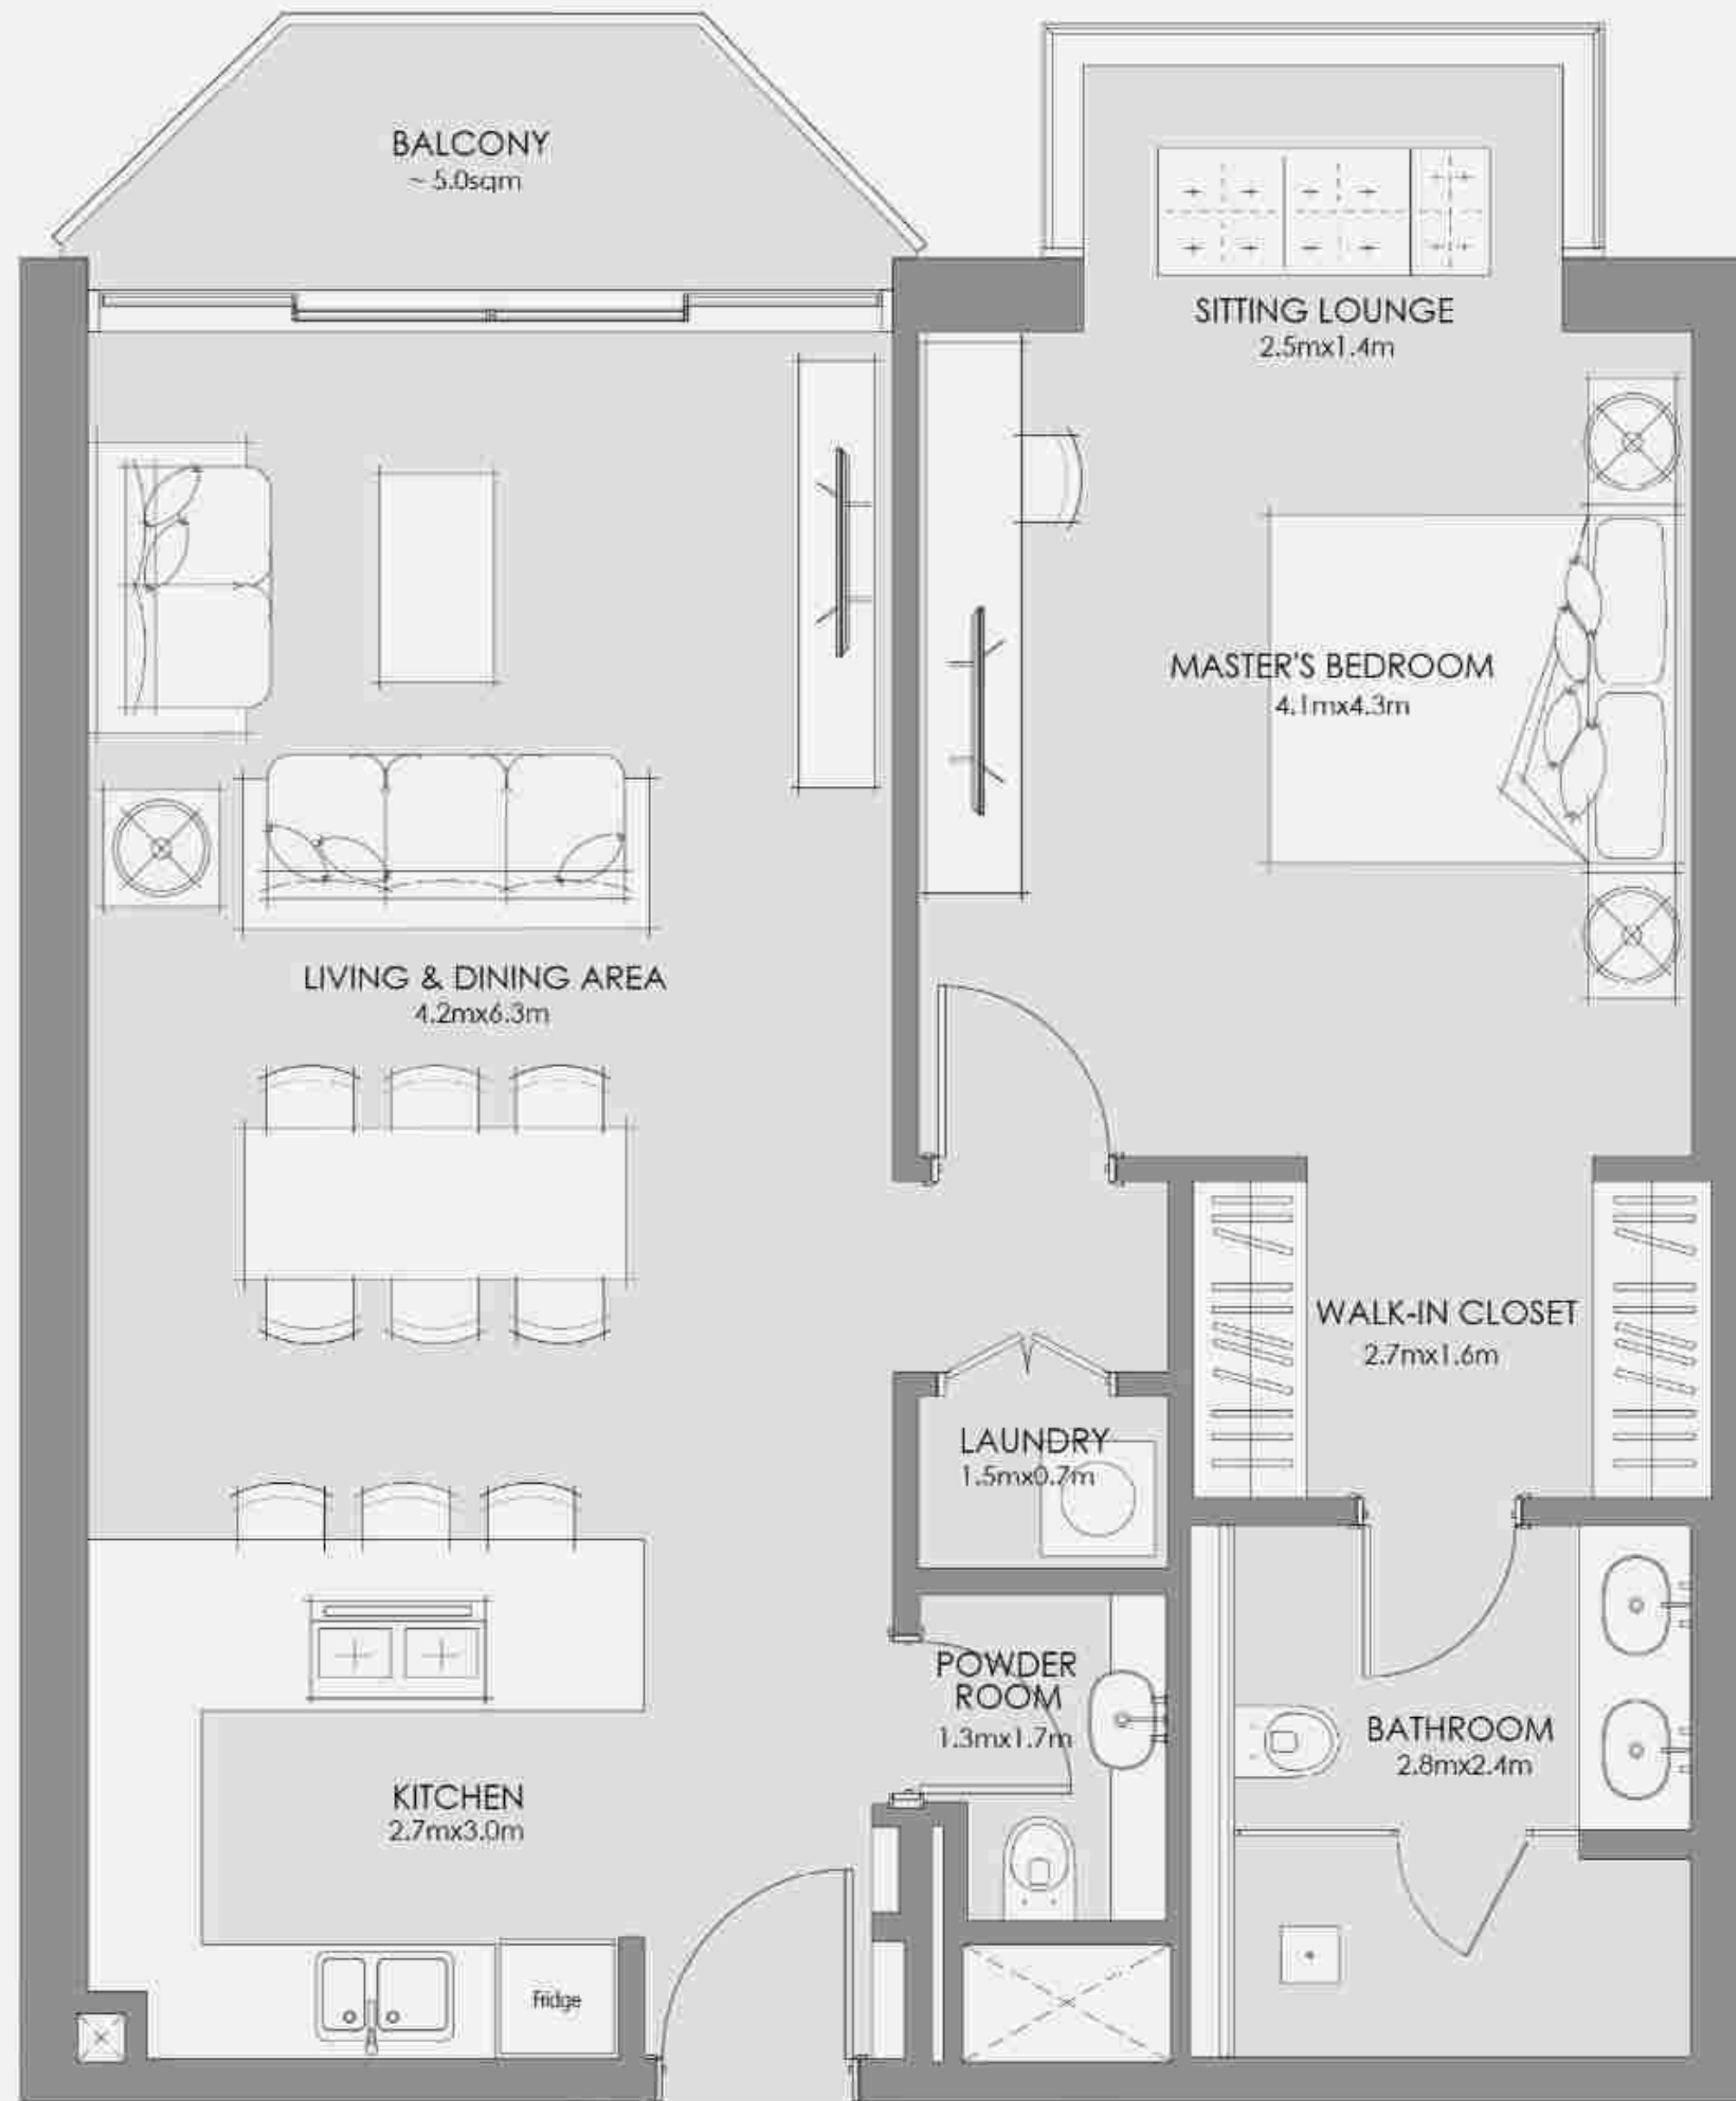 BALCONY
~ 5.0sqm
SITTING LOUNGE
2.5mx1.4m
MASTER'S BEDROOM
4.1mx4.3m
LIVING & DINING AREA
4.2mx6.3m
WALK-IN CLOSET
2.7mx1.6m
LAUNDRY
1.5mx0.7m
POWDER
ROOM
1.3mx1.7m
BATHROOM
2.8mx2.4m
KITCHEN
2.7mx3.0m
Fridge